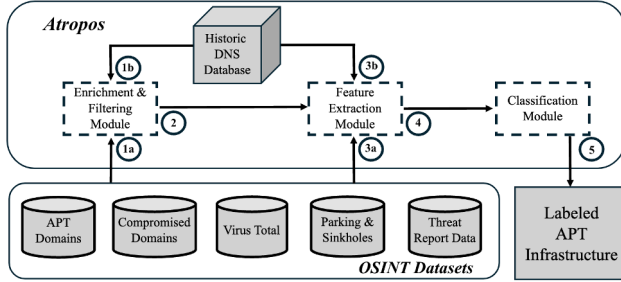 Atropos
Historic
DNS
Database
1b
3b
Enrichment &
Filtering
Module
2
Feature
Extraction
Module
4
Classification
Module
1a
3a
5
APT
Domains
Compromised
Domains
Virus Total
Parking &
Sinkholes
Threat
Report Data
OSINT Datasets
Labeled
APT
Infrastructure